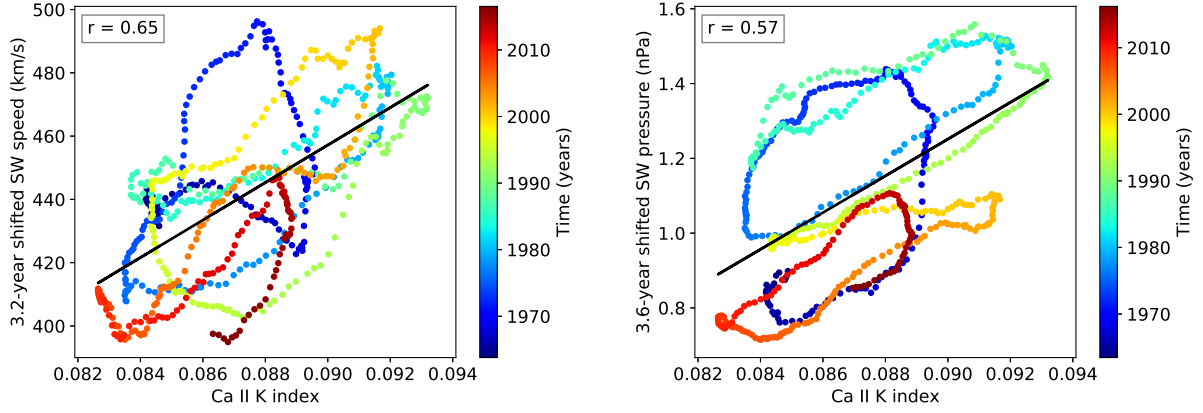 r = 0.65
500
480
460
440
420
400
3.2-year shifted SW speed (km/s)
0.082 0.084 0.086 0.088 0.090 0.092 0.094
Ca II K index
2010
2000
1990
1980
1970
Time (years)
r = 0.57
1.6
1.4
1.2
1.0
0.8
3.6-year shifted SW pressure (nPa)
0.082 0.084 0.086 0.088 0.090 0.092 0.094
Ca II K index
2010
2000
1990
1980
1970
Time (years)